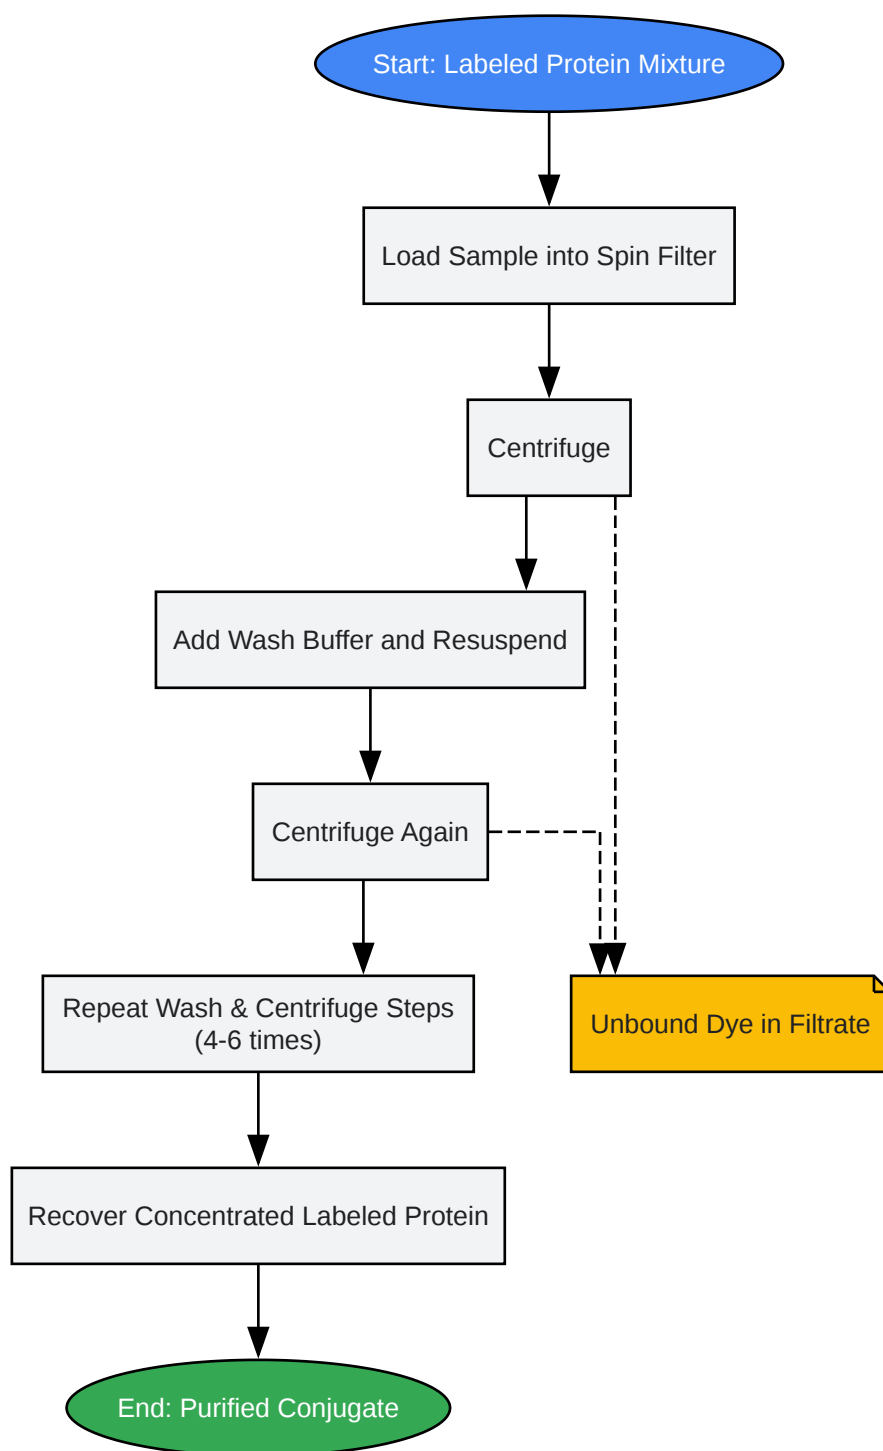 Start: Labeled Protein Mixture
Load Sample into Spin Filter
Centrifuge
Add Wash Buffer and Resuspend
Centrifuge Again
Repeat Wash & Centrifuge Steps
(4-6 times)
Unbound Dye in Filtrate
Recover Concentrated Labeled Protein
End: Purified Conjugate